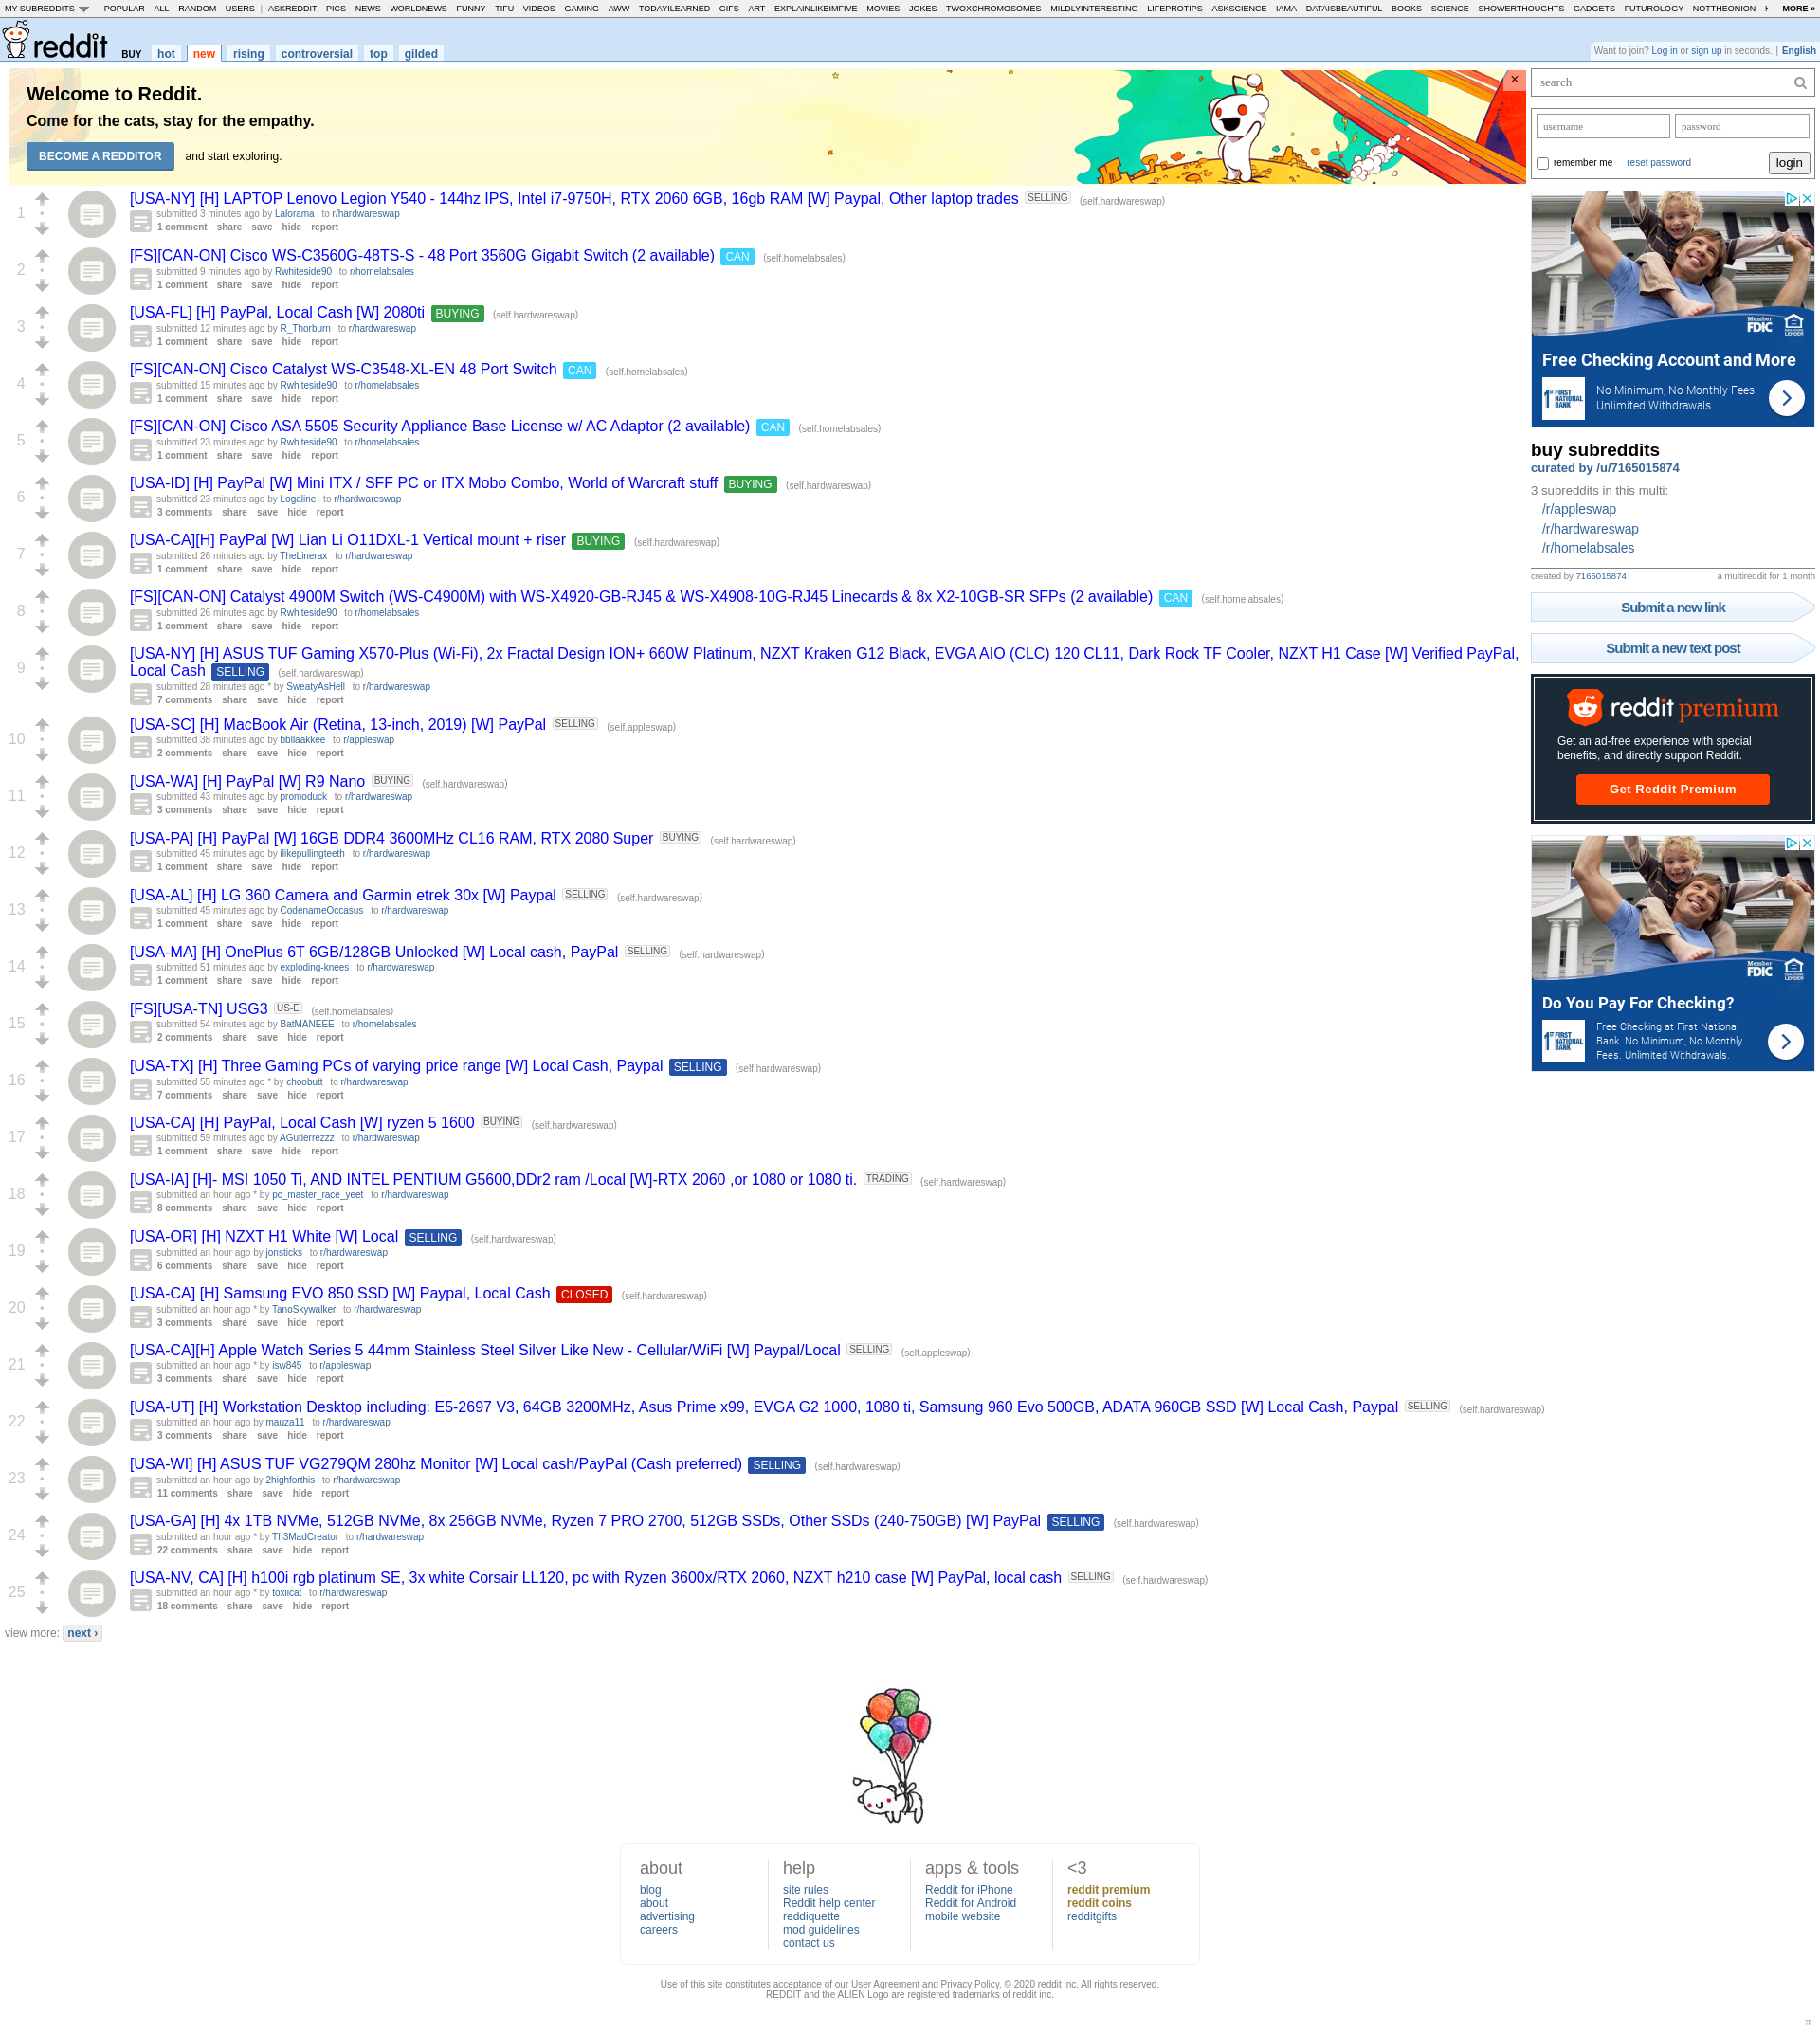 MY SUBREDDITS POPULAR - ALL - RANDOM - USERS | ASKREDDIT - PICS - NEWS - WORLDNEWS - FUNNY - TIFU - VIDEOS - GAMING - AWW - TODAYILEARNED - GIFS - ART - EXPLAINLIKEIMFIVE - MOVIES - JOKES - TWOXCHROMOSOMES - MILDLYINTERESTING - LIFEPROTIPS - ASKSCIENCE - IAMA - DATAISBEAUTIFUL - BOOKS - SCIENCE - SHOWERTHOUGHTS - GADGETS - FUTUROLOGY - NOTTHEONION - MORE »
reddit BUY hot new rising controversial top gilded
Want to join? Log in or sign up in seconds. | English
Welcome to Reddit.
Come for the cats, stay for the empathy.
BECOME A REDDITOR and start exploring.
1
[USA-NY] [H] LAPTOP Lenovo Legion Y540 - 144hz IPS, Intel i7-9750H, RTX 2060 6GB, 16gb RAM [W] Paypal, Other laptop trades SELLING (self.hardwareswap)
submitted 3 minutes ago by Lalorama to r/hardwareswap
1 comment share save hide report
2
[FS][CAN-ON] Cisco WS-C3560G-48TS-S - 48 Port 3560G Gigabit Switch (2 available) CAN (self.homelabsales)
submitted 9 minutes ago by Rwhiteside90 to r/homelabsales
1 comment share save hide report
3
[USA-FL] [H] PayPal, Local Cash [W] 2080ti BUYING (self.hardwareswap)
submitted 12 minutes ago by R_Thorburn to r/hardwareswap
1 comment share save hide report
4
[FS][CAN-ON] Cisco Catalyst WS-C3548-XL-EN 48 Port Switch CAN (self.homelabsales)
submitted 15 minutes ago by Rwhiteside90 to r/homelabsales
1 comment share save hide report
5
[FS][CAN-ON] Cisco ASA 5505 Security Appliance Base License w/ AC Adaptor (2 available) CAN (self.homelabsales)
submitted 23 minutes ago by Rwhiteside90 to r/homelabsales
1 comment share save hide report
6
[USA-ID] [H] PayPal [W] Mini ITX / SFF PC or ITX Mobo Combo, World of Warcraft stuff BUYING (self.hardwareswap)
submitted 23 minutes ago by Logaline to r/hardwareswap
3 comments share save hide report
7
[USA-CA][H] PayPal [W] Lian Li O11DXL-1 Vertical mount + riser BUYING (self.hardwareswap)
submitted 26 minutes ago by TheLinerax to r/hardwareswap
1 comment share save hide report
8
[FS][CAN-ON] Catalyst 4900M Switch (WS-C4900M) with WS-X4920-GB-RJ45 & WS-X4908-10G-RJ45 Linecards & 8x X2-10GB-SR SFPs (2 available) CAN (self.homelabsales)
submitted 26 minutes ago by Rwhiteside90 to r/homelabsales
1 comment share save hide report
9
[USA-NY] [H] ASUS TUF Gaming X570-Plus (Wi-Fi), 2x Fractal Design ION+ 660W Platinum, NZXT Kraken G12 Black, EVGA AIO (CLC) 120 CL11, Dark Rock TF Cooler, NZXT H1 Case [W] Verified PayPal,
Local Cash SELLING (self.hardwareswap)
submitted 28 minutes ago * by SweatyAsHell to r/hardwareswap
7 comments share save hide report
10
[USA-SC] [H] MacBook Air (Retina, 13-inch, 2019) [W] PayPal SELLING (self.appleswap)
submitted 38 minutes ago by bbllaakkee to r/appleswap
2 comments share save hide report
11
[USA-WA] [H] PayPal [W] R9 Nano BUYING (self.hardwareswap)
submitted 43 minutes ago by promoduck to r/hardwareswap
3 comments share save hide report
12
[USA-PA] [H] PayPal [W] 16GB DDR4 3600MHz CL16 RAM, RTX 2080 Super BUYING (self.hardwareswap)
submitted 45 minutes ago by ilikepullingteeth to r/hardwareswap
1 comment share save hide report
13
[USA-AL] [H] LG 360 Camera and Garmin etrek 30x [W] Paypal SELLING (self.hardwareswap)
submitted 45 minutes ago by CodenameOccasus to r/hardwareswap
1 comment share save hide report
14
[USA-MA] [H] OnePlus 6T 6GB/128GB Unlocked [W] Local cash, PayPal SELLING (self.hardwareswap)
submitted 51 minutes ago by exploding-knees to r/hardwareswap
1 comment share save hide report
15
[FS][USA-TN] USG3 US-E (self.homelabsales)
submitted 54 minutes ago by BatMANEEE to r/homelabsales
2 comments share save hide report
16
[USA-TX] [H] Three Gaming PCs of varying price range [W] Local Cash, Paypal SELLING (self.hardwareswap)
submitted 55 minutes ago * by choobutt to r/hardwareswap
7 comments share save hide report
17
[USA-CA] [H] PayPal, Local Cash [W] ryzen 5 1600 BUYING (self.hardwareswap)
submitted 59 minutes ago by AGutierrezzz to r/hardwareswap
1 comment share save hide report
18
[USA-IA] [H]- MSI 1050 Ti, AND INTEL PENTIUM G5600,DDr2 ram /Local [W]-RTX 2060 ,or 1080 or 1080 ti. TRADING (self.hardwareswap)
submitted an hour ago * by pc_master_race_yeet to r/hardwareswap
8 comments share save hide report
19
[USA-OR] [H] NZXT H1 White [W] Local SELLING (self.hardwareswap)
submitted an hour ago by jonsticks to r/hardwareswap
6 comments share save hide report
20
[USA-CA] [H] Samsung EVO 850 SSD [W] Paypal, Local Cash CLOSED (self.hardwareswap)
submitted an hour ago * by TanoSkywalker to r/hardwareswap
3 comments share save hide report
21
[USA-CA][H] Apple Watch Series 5 44mm Stainless Steel Silver Like New - Cellular/WiFi [W] Paypal/Local SELLING (self.appleswap)
submitted an hour ago * by isw845 to r/appleswap
3 comments share save hide report
22
[USA-UT] [H] Workstation Desktop including: E5-2697 V3, 64GB 3200MHz, Asus Prime x99, EVGA G2 1000, 1080 ti, Samsung 960 Evo 500GB, ADATA 960GB SSD [W] Local Cash, Paypal SELLING (self.hardwareswap)
submitted an hour ago by mauza11 to r/hardwareswap
3 comments share save hide report
23
[USA-WI] [H] ASUS TUF VG279QM 280hz Monitor [W] Local cash/PayPal (Cash preferred) SELLING (self.hardwareswap)
submitted an hour ago by 2highforthis to r/hardwareswap
11 comments share save hide report
24
[USA-GA] [H] 4x 1TB NVMe, 512GB NVMe, 8x 256GB NVMe, Ryzen 7 PRO 2700, 512GB SSDs, Other SSDs (240-750GB) [W] PayPal SELLING (self.hardwareswap)
submitted an hour ago * by Th3MadCreator to r/hardwareswap
22 comments share save hide report
25
[USA-NV, CA] [H] h100i rgb platinum SE, 3x white Corsair LL120, pc with Ryzen 3600x/RTX 2060, NZXT h210 case [W] PayPal, local cash SELLING (self.hardwareswap)
submitted an hour ago * by toxiicat to r/hardwareswap
18 comments share save hide report
view more: next ›
search
username password
remember me reset password login
Member FDIC EQUAL HOUSING LENDER
Free Checking Account and More
1st FIRST NATIONAL BANK
No Minimum, No Monthly Fees.
Unlimited Withdrawals.
buy subreddits
curated by /u/7165015874
3 subreddits in this multi:
/r/appleswap
/r/hardwareswap
/r/homelabsales
created by 7165015874 a multireddit for 1 month
Submit a new link
Submit a new text post
reddit premium
Get an ad-free experience with special
benefits, and directly support Reddit.
Get Reddit Premium
Member FDIC EQUAL HOUSING LENDER
Do You Pay For Checking?
1st FIRST NATIONAL BANK
Free Checking at First National
Bank. No Minimum, No Monthly
Fees. Unlimited Withdrawals.
about
blog
about
advertising
careers
help
site rules
Reddit help center
reddiquette
mod guidelines
contact us
apps & tools
Reddit for iPhone
Reddit for Android
mobile website
<3
reddit premium
reddit coins
redditgifts
Use of this site constitutes acceptance of our User Agreement and Privacy Policy. © 2020 reddit inc. All rights reserved.
REDDIT and the ALIEN Logo are registered trademarks of reddit inc.
π